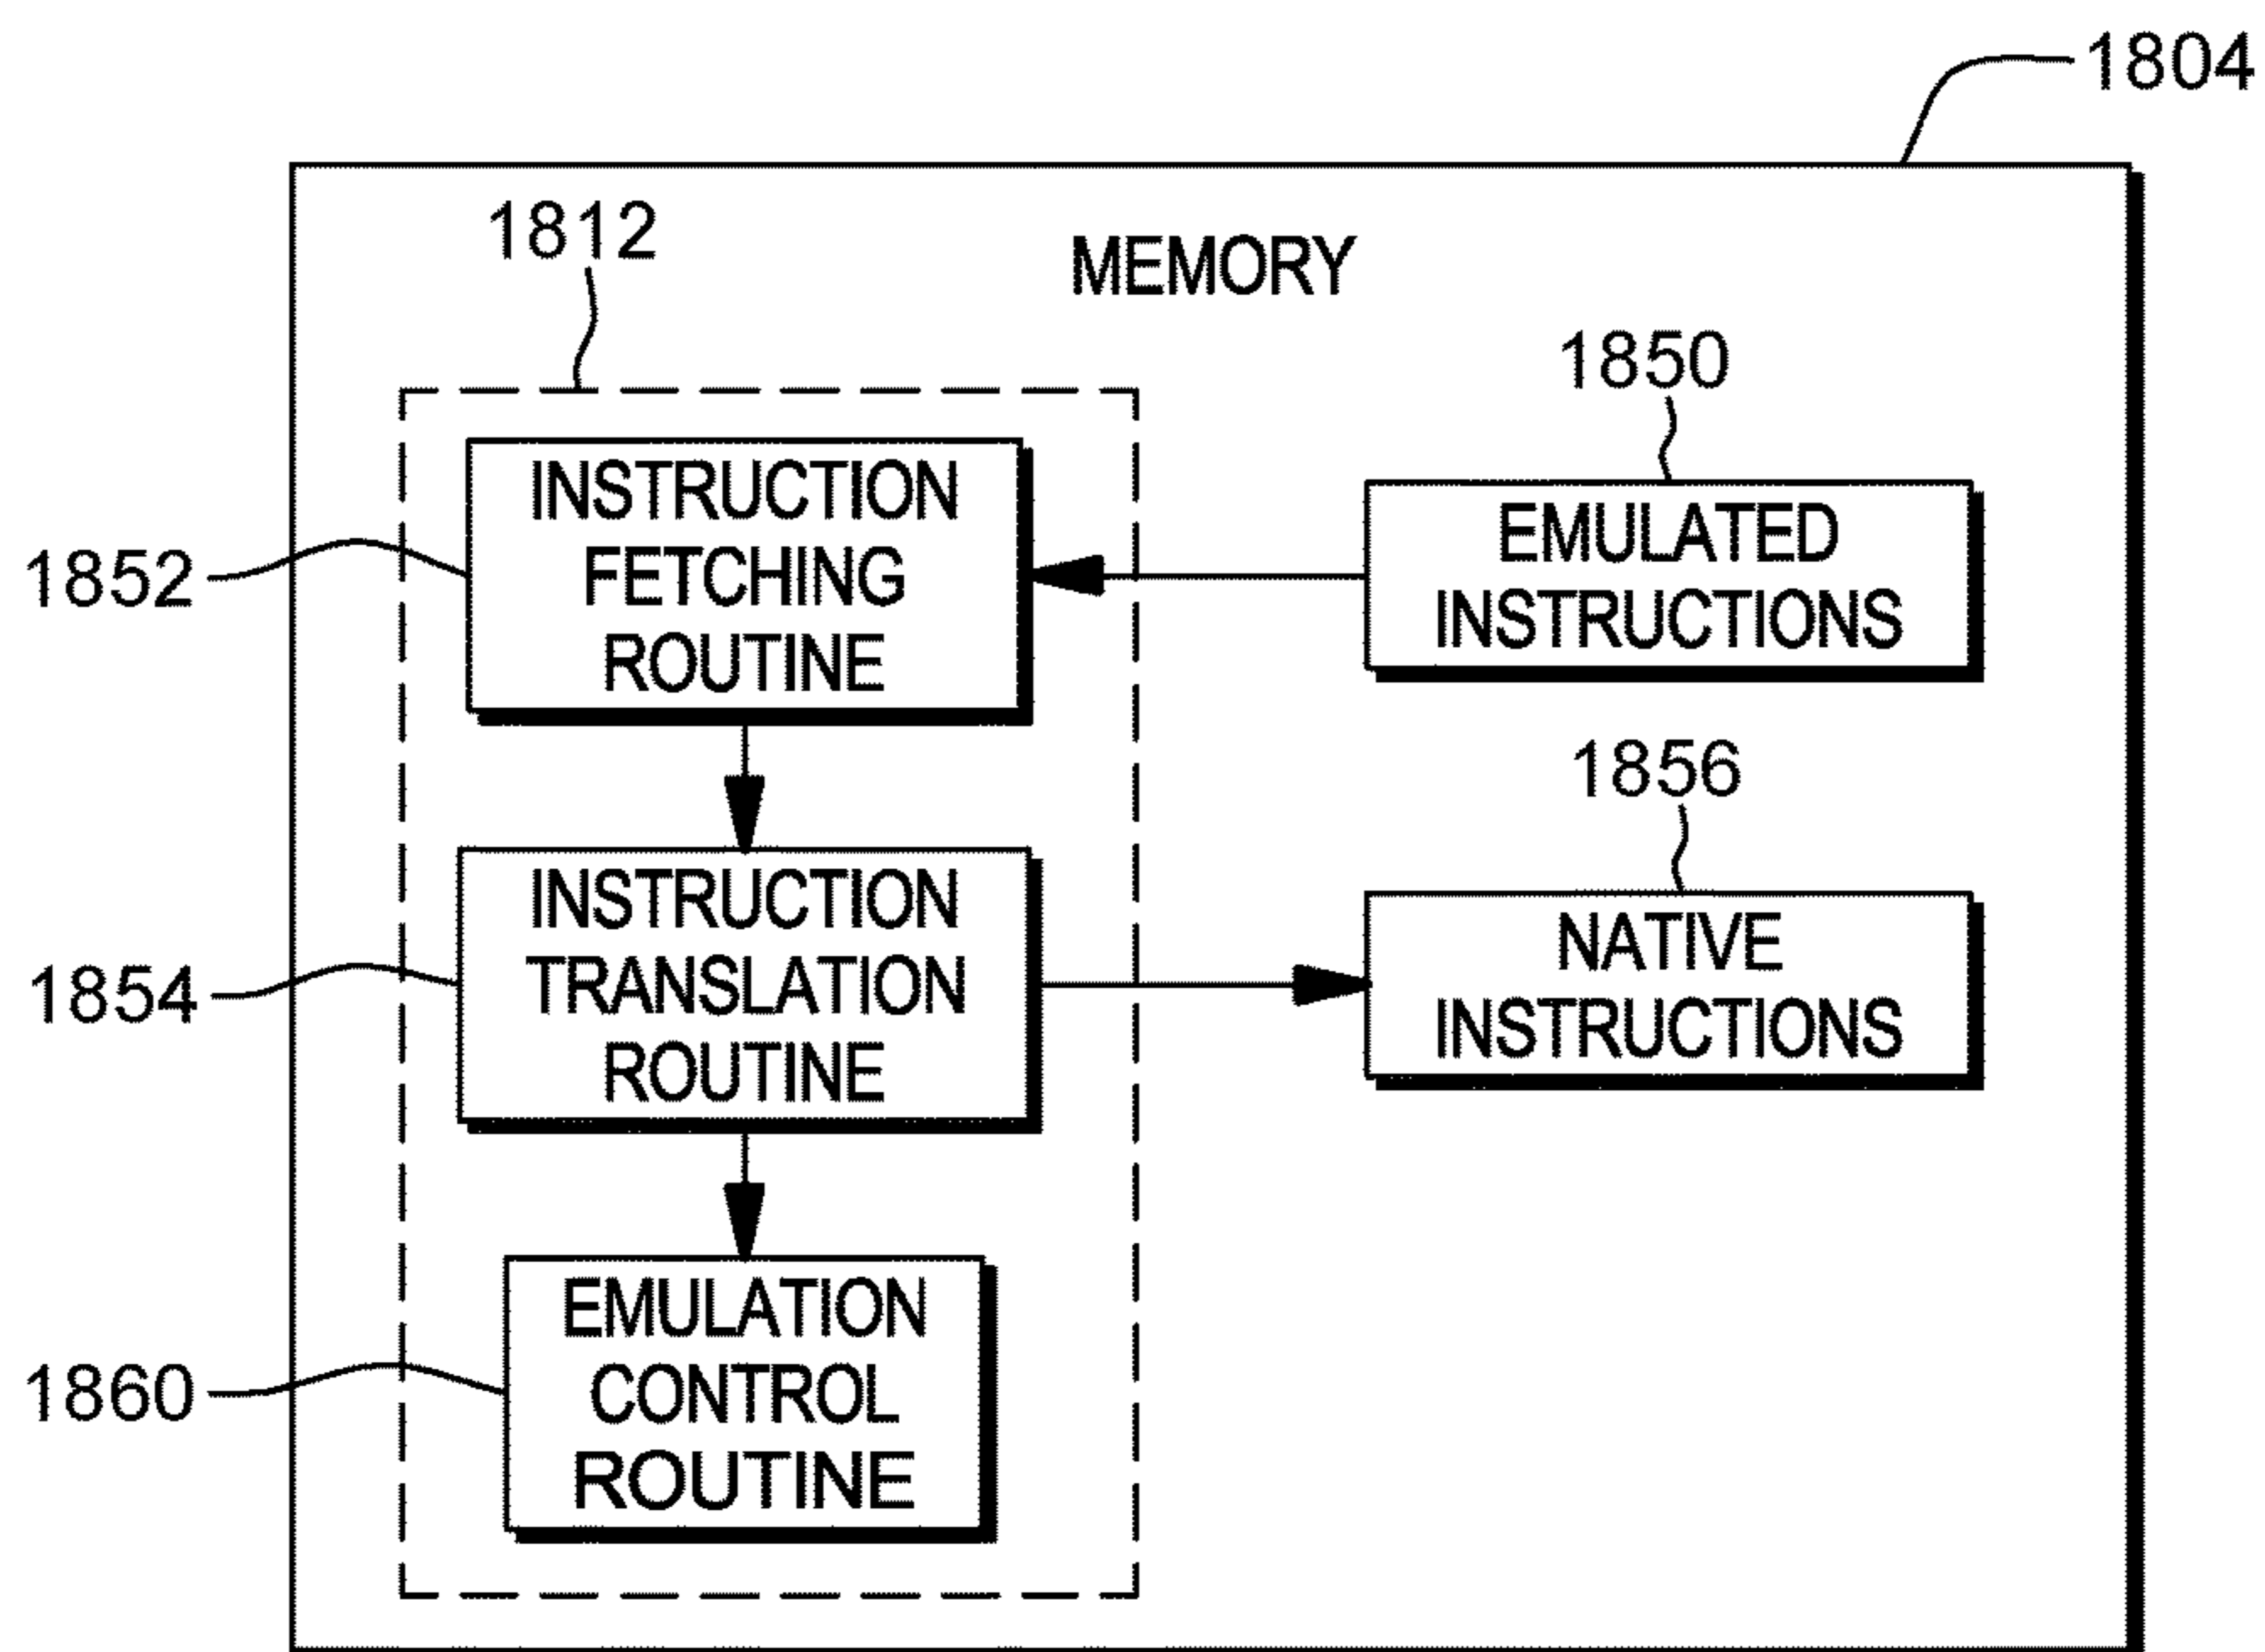 1804
1812
MEMORY
1850
INSTRUCTION
FETCHING
ROUTINE
1852
EMULATED
INSTRUCTIONS
1856
INSTRUCTION
TRANSLATION
ROUTINE
1854
NATIVE
INSTRUCTIONS
EMULATION
CONTROL
ROUTINE
1860